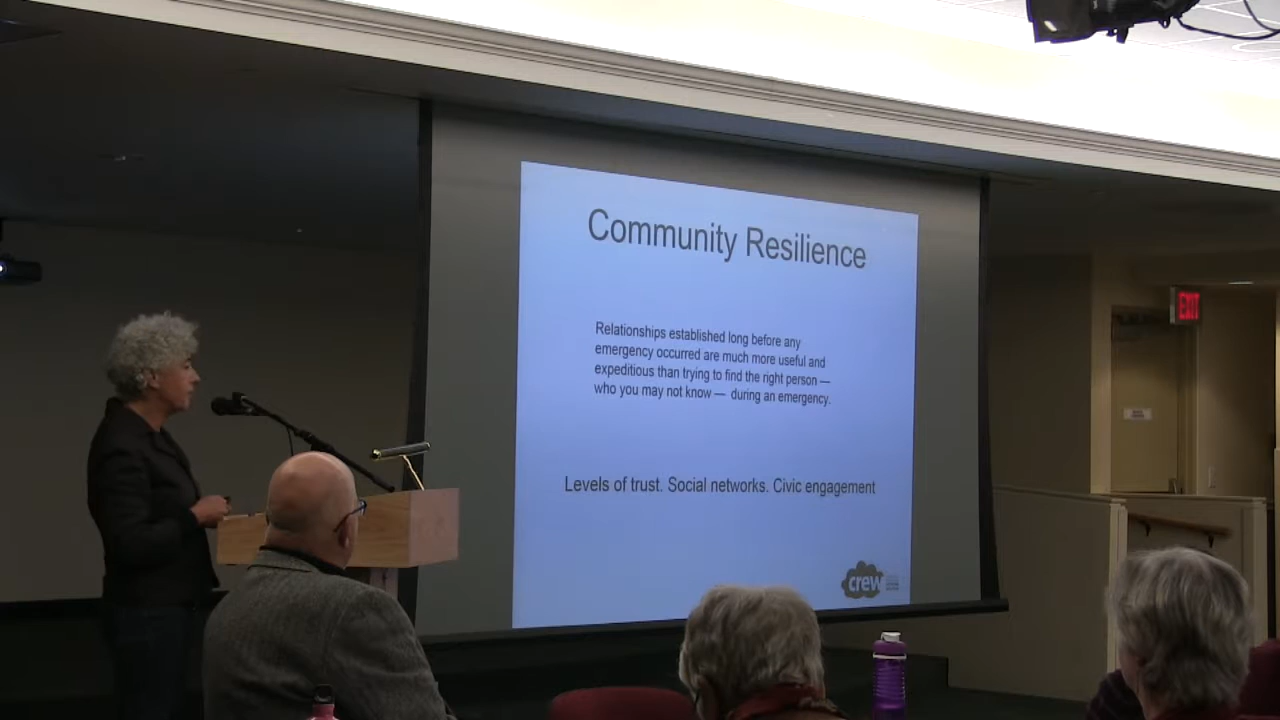 Community Resilience
Relationships established long before any
emergency occurred are much more useful and
expeditious than trying to find the right person —
who you may not know — during an emergency.
Levels of trust. Social networks. Civic engagement
crew
EXIT